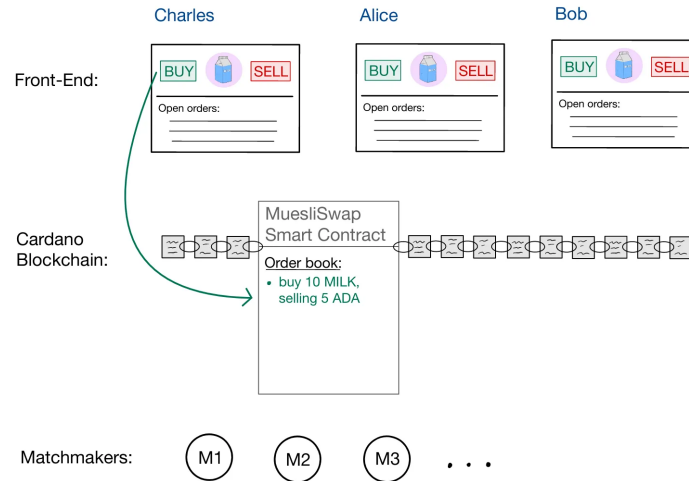 Charles
Alice
Bob
Front-End:
BUY
SELL
Open orders:
BUY
SELL
Open orders:
BUY
SELL
Open orders:
Cardano
Blockchain:
MuesliSwap
Smart Contract
Order book:
• buy 10 MILK,
selling 5 ADA
Matchmakers:
M1
M2
M3
. . .